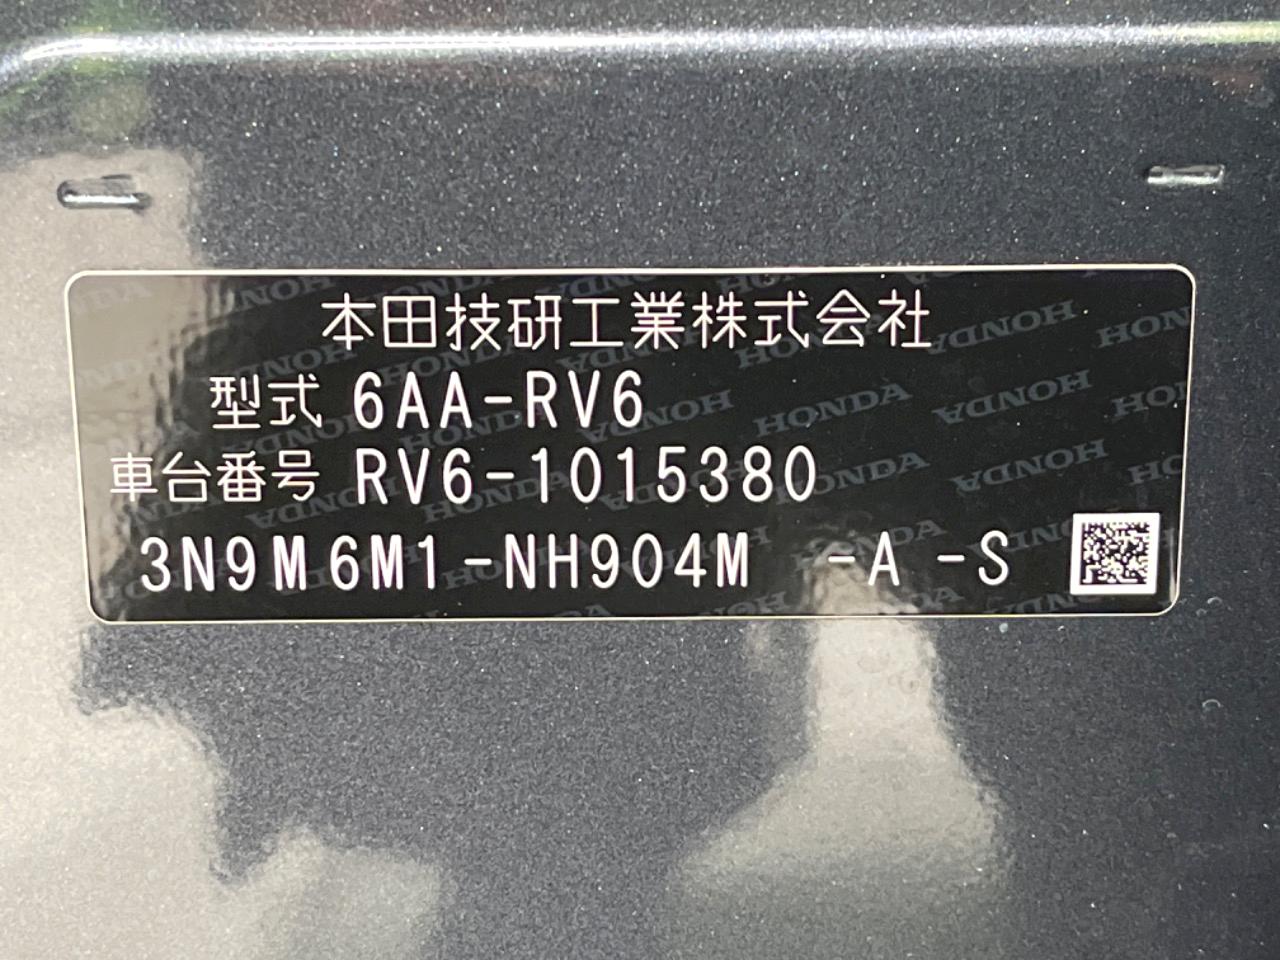 本田技研工業株式会社
型式 6AA-RV6
車台番号 RV6-1015380
3N9M6M1-NH904M -A -S